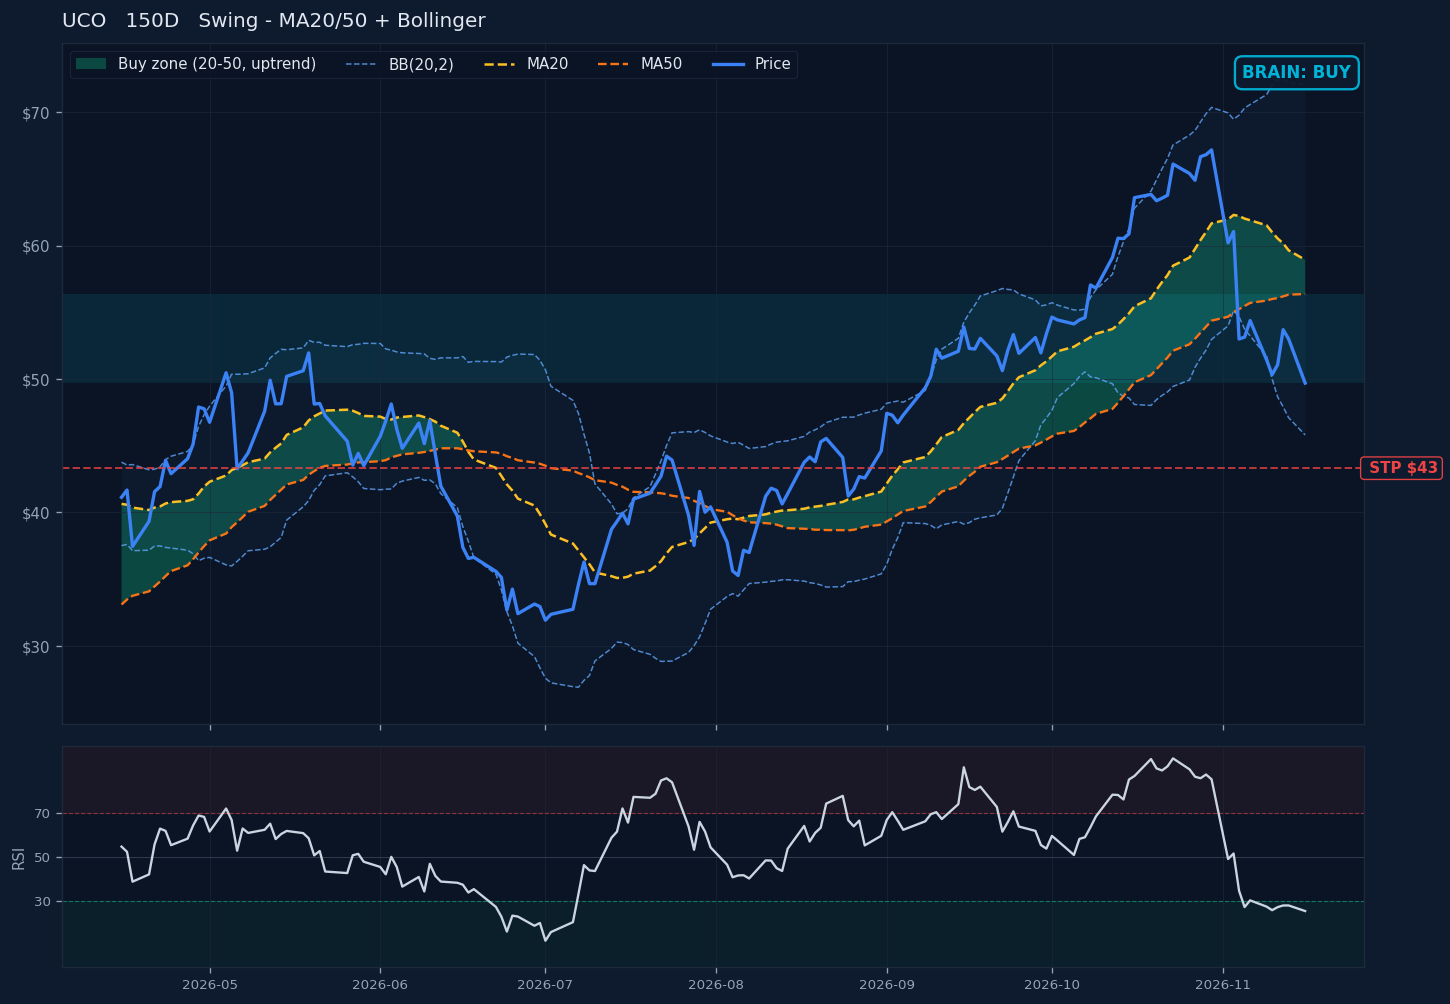 UCO   150D   Swing - MA20/50 + Bollinger
Buy zone (20-50, uptrend)   BB(20,2)   MA20   MA50   Price
BRAIN: BUY
$70
$60
$50
STP $43
$40
$30
70
50
30
RSI
2026-05   2026-06   2026-07   2026-08   2026-09   2026-10   2026-11